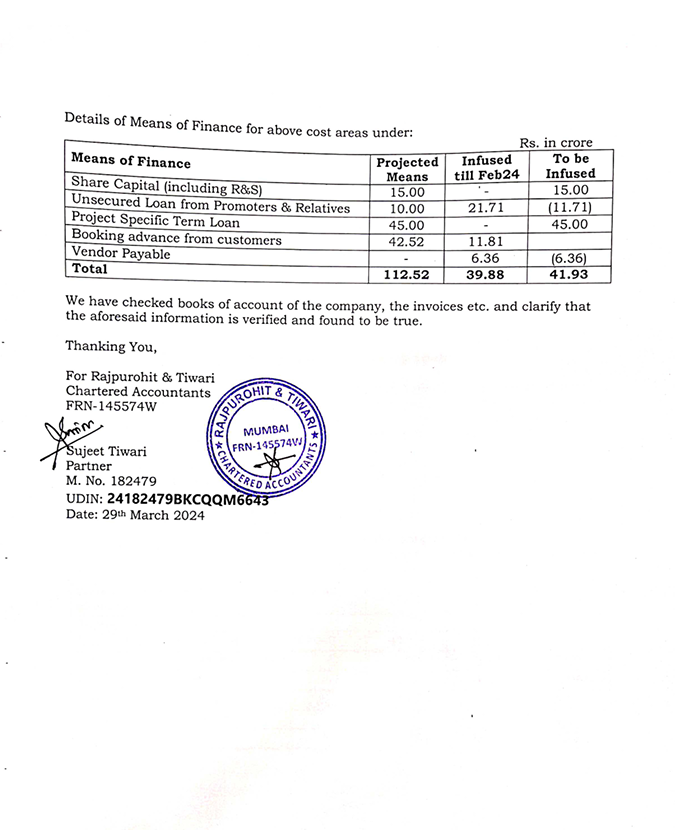 Details of Means of Finance for above cost areas under:
Rs. in crore
Means of Finance Projected Means Infused till Feb24 To be Infused
Share Capital (including R&S) 15.00 - 15.00
Unsecured Loan from Promoters & Relatives 10.00 21.71 (11.71)
Project Specific Term Loan 45.00 - 45.00
Booking advance from customers 42.52 11.81
Vendor Payable - 6.36 (6.36)
Total 112.52 39.88 41.93
We have checked books of account of the company, the invoices etc. and clarify that
the aforesaid information is verified and found to be true.
Thanking You,
For Rajpurohit & Tiwari
Chartered Accountants
FRN-145574W
RAJPUROHIT & TIWARI
MUMBAI
FRN-145574W
CHARTERED ACCOUNTANTS
Sujeet Tiwari
Partner
M. No. 182479
UDIN: 24182479BKCQQM6643
Date: 29th March 2024